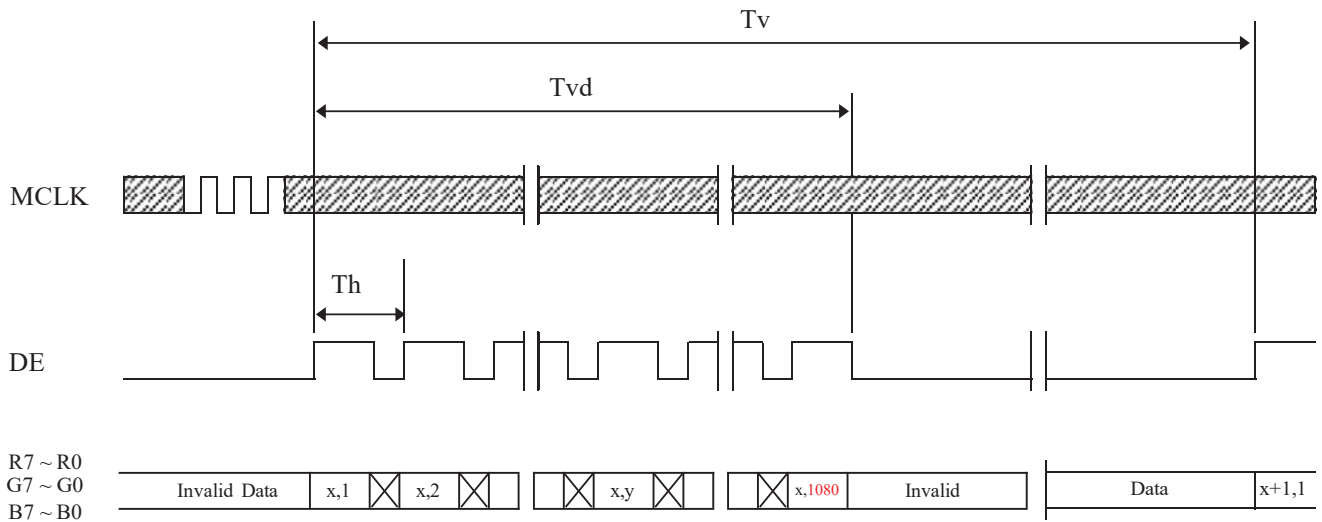 Tv
Tvd
MCLK
Th
DE
R7 ~ R0
G7 ~ G0
B7 ~ B0
Invalid Data x,1 x,2 x,y x,1080 Invalid Data x+1,1